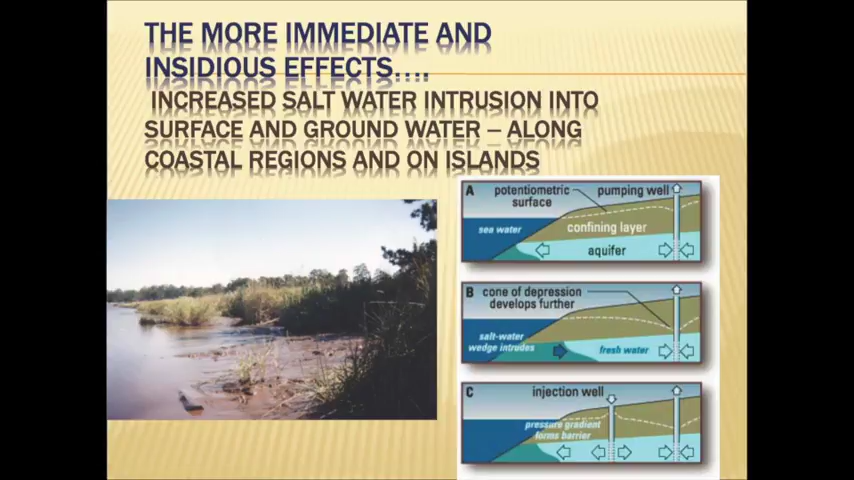 THE MORE IMMEDIATE AND
INSIDIOUS EFFECTS….
INCREASED SALT WATER INTRUSION INTO
SURFACE AND GROUND WATER – ALONG
COASTAL REGIONS AND ON ISLANDS
A
potentiometric
surface
pumping well
sea water
confining layer
aquifer
B
cone of depression
develops further
salt-water
wedge intrudes
fresh water
C
injection well
pressure gradient
forms barrier